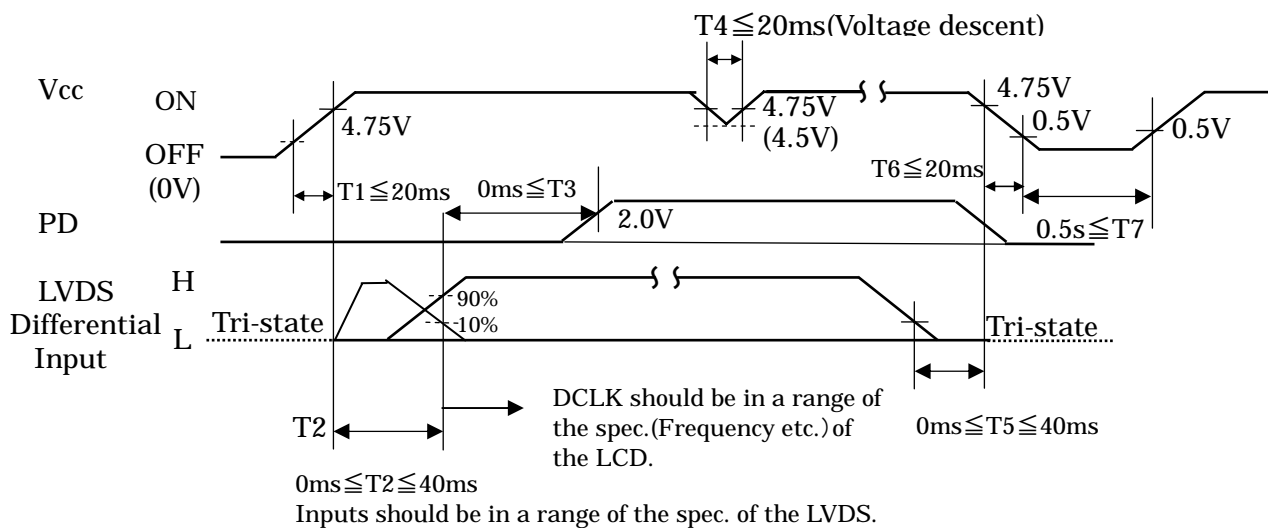 T4≦20ms(Voltage descent)
Vcc
ON
4.75V
4.75V
(4.5V)
4.75V
0.5V
0.5V
OFF
(0V)
T1≦20ms
0ms≦T3
T6≦20ms
PD
2.0V
0.5s≦T7
LVDS
Differential
Input
H
L
Tri-state
90%
10%
Tri-state
T2
DCLK should be in a range of
the spec.(Frequency etc.)of
the LCD.
0ms≦T5≦40ms
0ms≦T2≦40ms
Inputs should be in a range of the spec. of the LVDS.